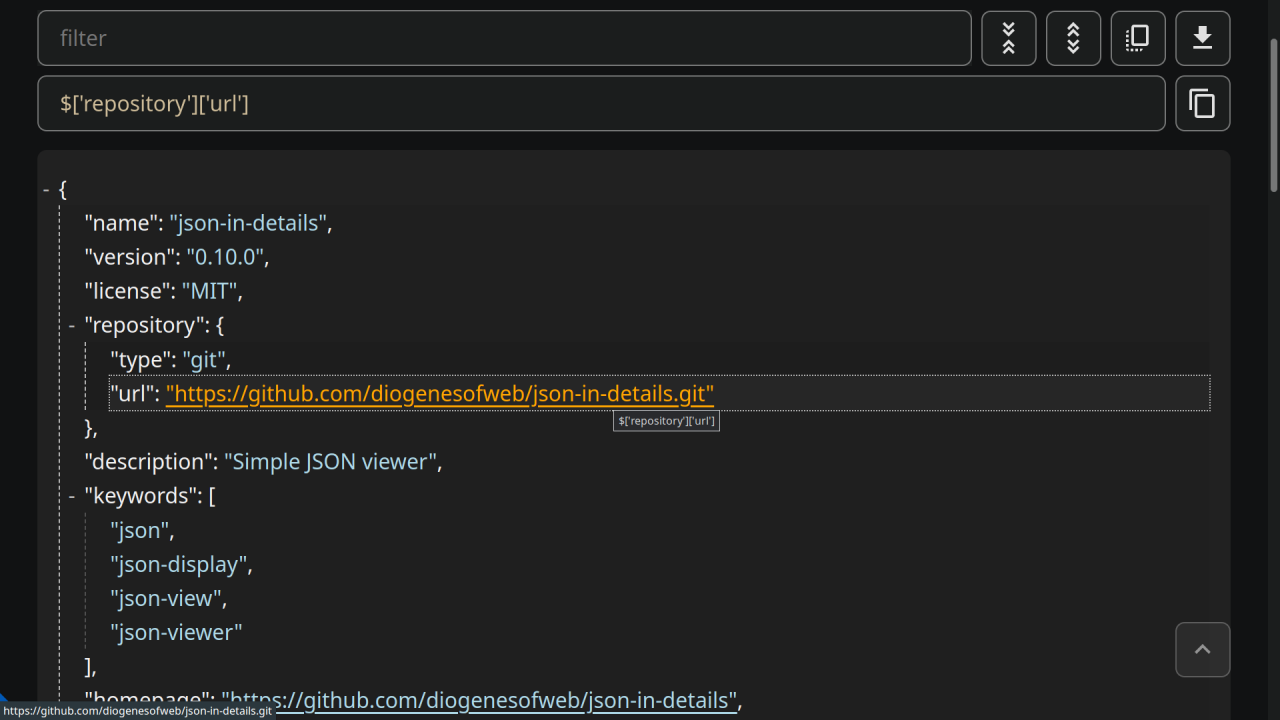 filter
$['repository']['url']
- {
"name": "json-in-details",
"version": "0.10.0",
"license": "MIT",
- "repository": {
"type": "git",
"url": "https://github.com/diogenesofweb/json-in-details.git"
$['repository']['url']
},
"description": "Simple JSON viewer",
- "keywords": [
"json",
"json-display",
"json-view",
"json-viewer"
],
"homepage": "https://github.com/diogenesofweb/json-in-details",
https://github.com/diogenesofweb/json-in-details.git